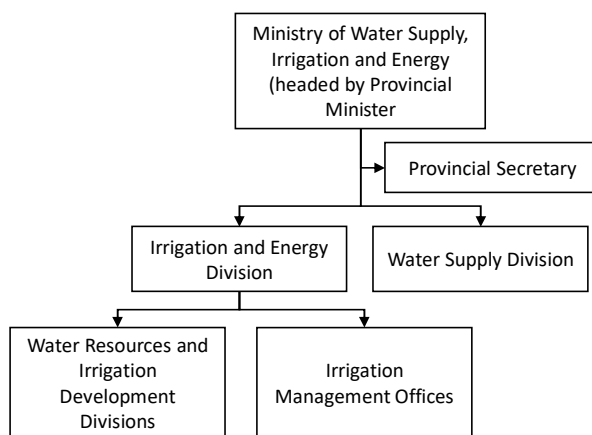 Ministry of Water Supply,
Irrigation and Energy
(headed by Provincial
Minister
Provincial Secretary
Irrigation and Energy
Division
Water Supply Division
Water Resources and
Irrigation
Development
Divisions
Irrigation
Management Offices